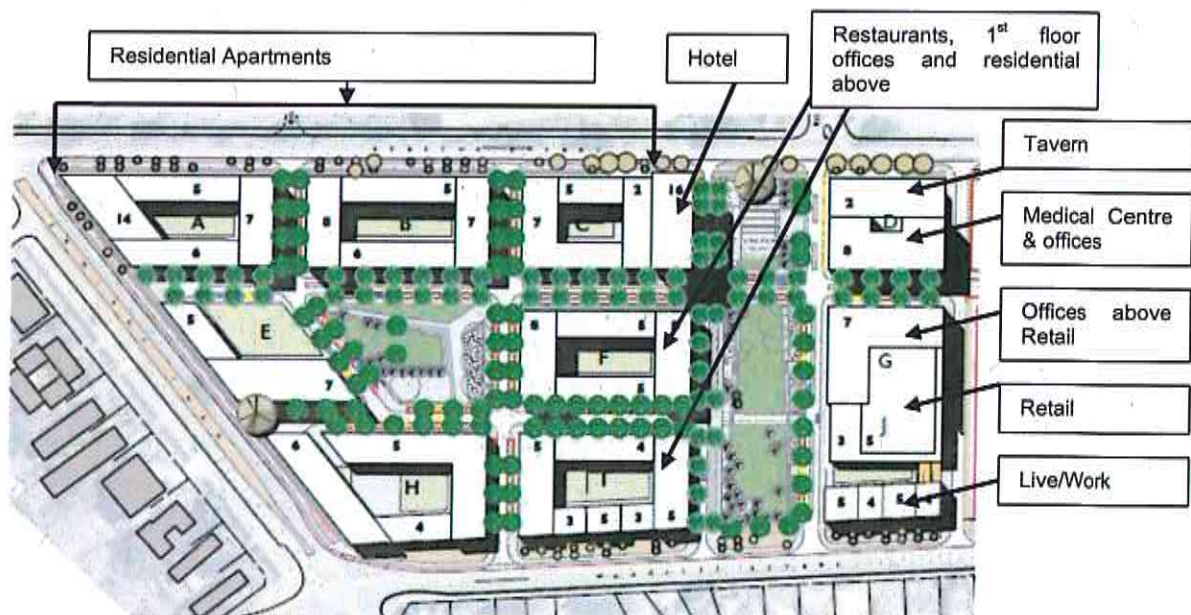 Residential Apartments
Hotel
Restaurants, 1st floor
offices and residential
above
Tavern
Medical Centre
& offices
Offices above
Retail
Retail
Live/Work
5 5 5 2 16
14 A 7 8 B 7 7 C
6 6
2
D
8
5 E 7
8 5
F
5
7
G
J
3 5
6 5
H
4
5 4
I
3 5 3 5
5 4 5 4